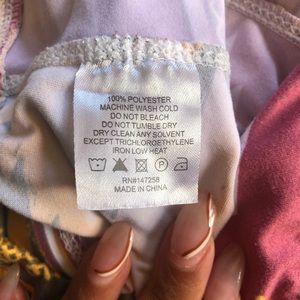 100% POLYESTER
MACHINE WASH COLD
DO NOT BLEACH
DO NOT TUMBLE DRY
DRY CLEAN ANY SOLVENT
EXCEPT TRICHLOROETHYLENE
IRON LOW HEAT
RN#147258
MADE IN CHINA